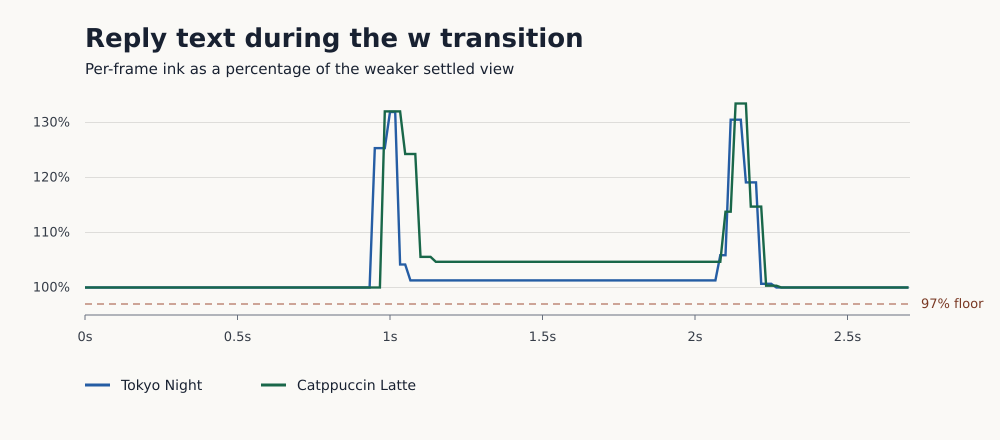 Reply text during the w transition
Per-frame ink as a percentage of the weaker settled view
130%
120%
110%
100%
97% floor
0s 0.5s 1s 1.5s 2s 2.5s
Tokyo Night Catppuccin Latte